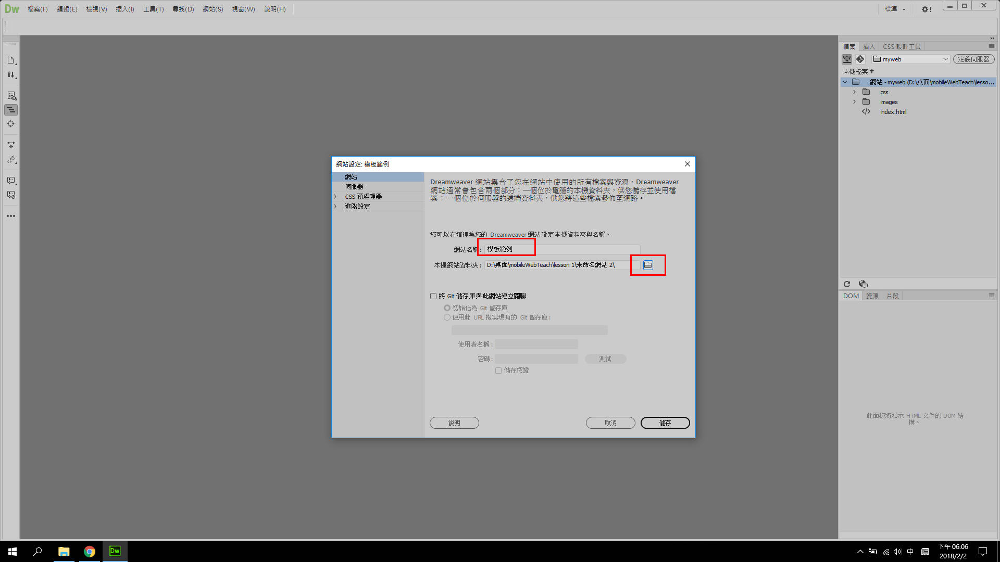 Dw 檔案(F) 編輯(E) 檢視(V) 插入(I) 工具(T) 尋找(D) 網站(S) 視窗(W) 說明(H) 標準
檔案 插入 CSS 設計工具
myweb 定義伺服器
本機檔案
網站 - myweb (D:\桌面\mobileWebTeach\lesso...
css
images
index.html
網站設定: 模板範例
網站
伺服器
CSS 預處理器
進階設定
Dreamweaver 網站集合了您在網站中使用的所有檔案與資源，Dreamweaver
網站通常會包含兩個部分：一個位於電腦的本機資料夾，供您儲存並使用檔
案；一個位於伺服器的遠端資料夾，供您將這些檔案發佈至網路。
您可以在這裡為您的 Dreamweaver 網站設定本機資料夾與名稱。
網站名稱: 模板範例
本機網站資料夾: D:\桌面\mobileWebTeach\lesson 1\未命名網站 2\
將 Git 儲存庫與此網站建立關聯
初始化為 Git 儲存庫
使用此 URL 複製現有的 Git 儲存庫:
使用者名稱:
密碼: 測試
儲存認證
說明 取消 儲存
DOM 資源 片段
此面板將顯示 HTML 文件的 DOM 結
構。
Dw 中 下午 06:06
2018/2/2